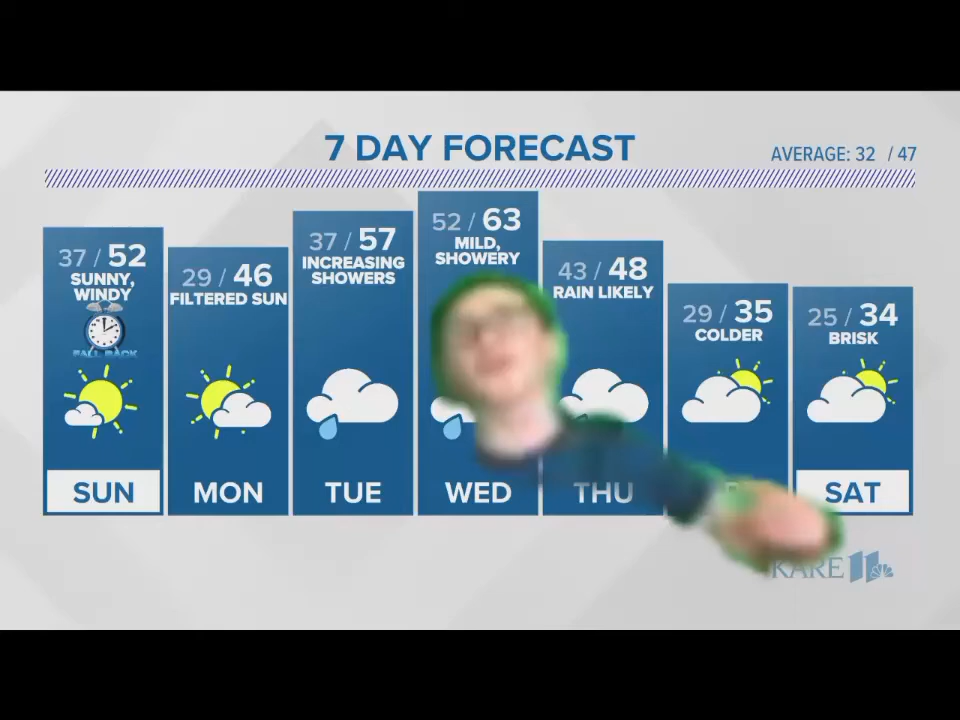 7 DAY FORECAST
AVERAGE: 32 / 47
37 / 52
SUNNY,
WINDY
FALL BACK
SUN
29 / 46
FILTERED SUN
MON
37 / 57
INCREASING
SHOWERS
TUE
52 / 63
MILD,
SHOWERY
WED
43 / 48
RAIN LIKELY
THU
29 / 35
COLDER
25 / 34
BRISK
SAT
KARE 11